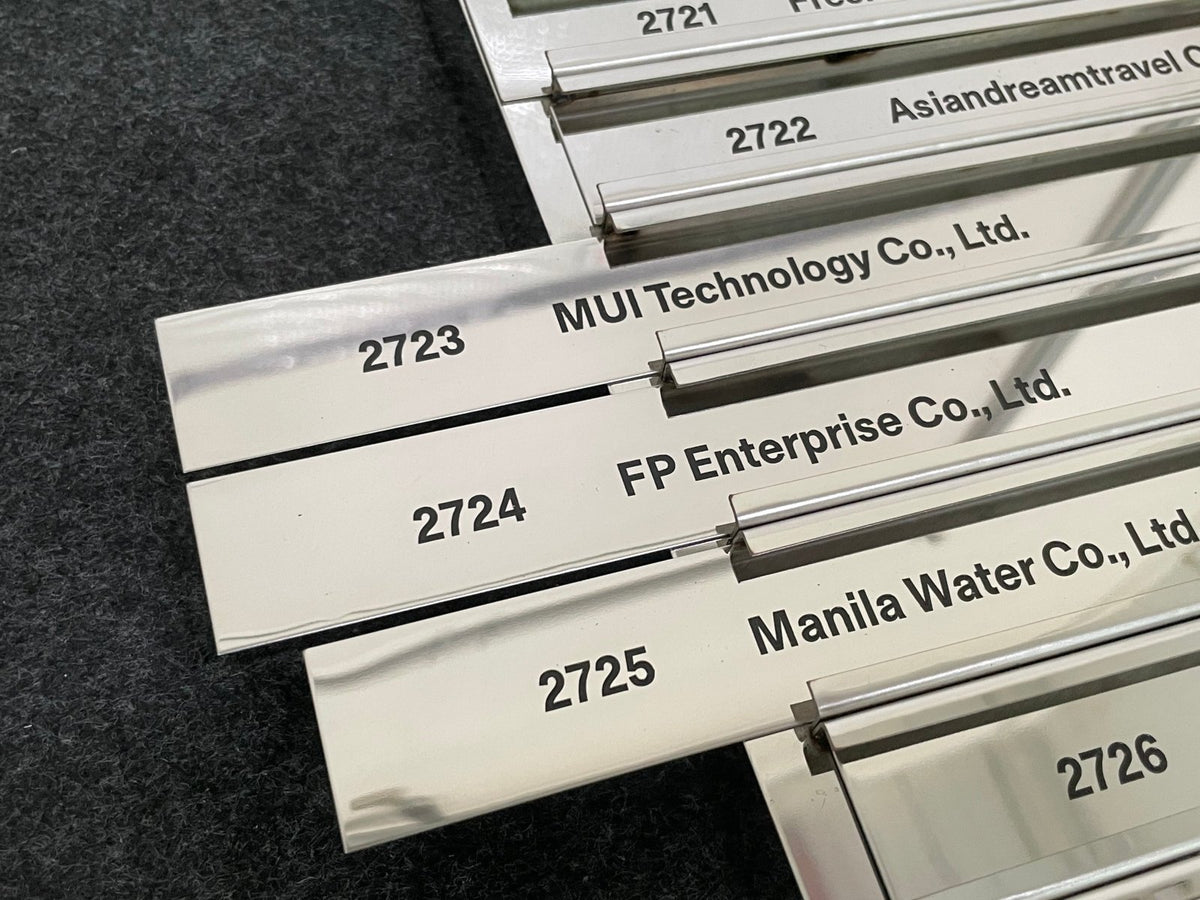 2721
2722 Asiandreamtravel
2723 MUI Technology Co., Ltd.
2724 FP Enterprise Co., Ltd.
2725 Manila Water Co., Ltd
2726